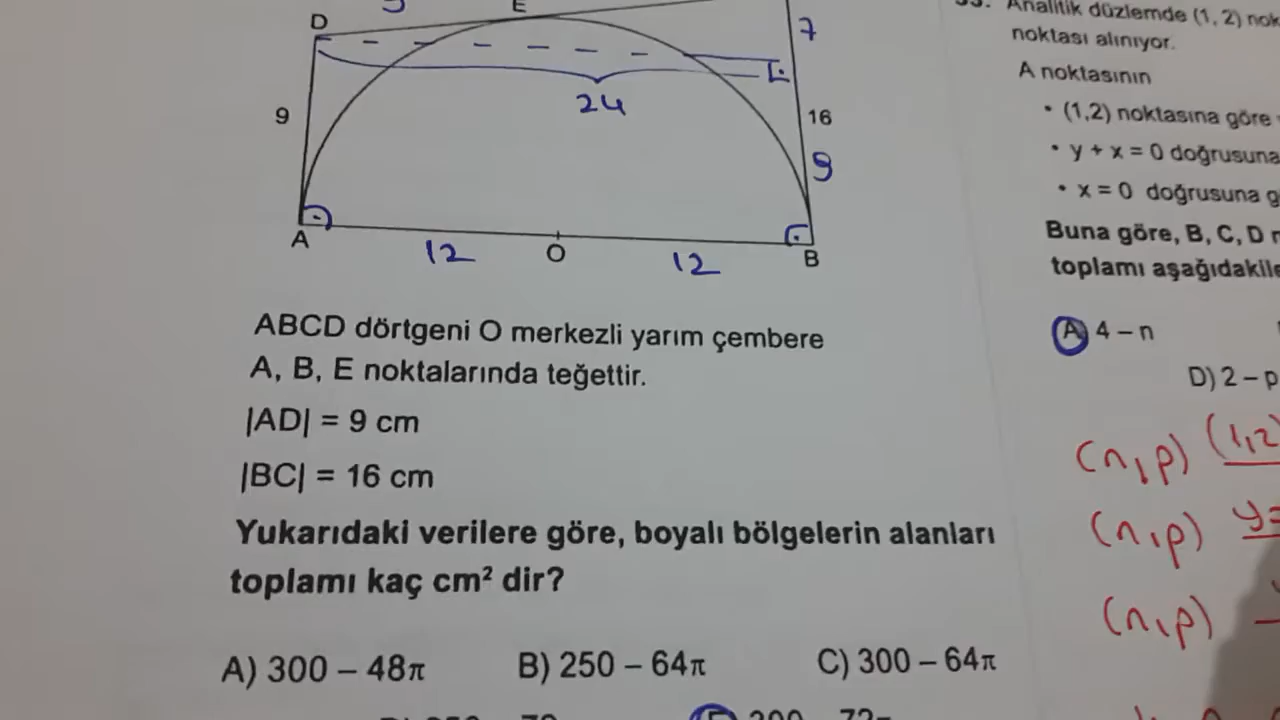 D
E
7
9
24
16
9
A
12
O
12
B
ABCD dörtgeni O merkezli yarım çembere
A, B, E noktalarında teğettir.
|AD| = 9 cm
|BC| = 16 cm
Yukarıdaki verilere göre, boyalı bölgelerin alanları
toplamı kaç cm² dir?
A) 300 – 48π
B) 250 – 64π
C) 300 – 64π
Analitik düzlemde (1, 2)
noktası alınıyor.
A noktasının
• (1,2) noktasına göre
• y + x = 0 doğrusuna
• x = 0 doğrusuna
Buna göre, B, C, D
toplamı
A) 4 – n
D) 2 – p
(n,p) (1,2)
(n,p) y=
(n,p)